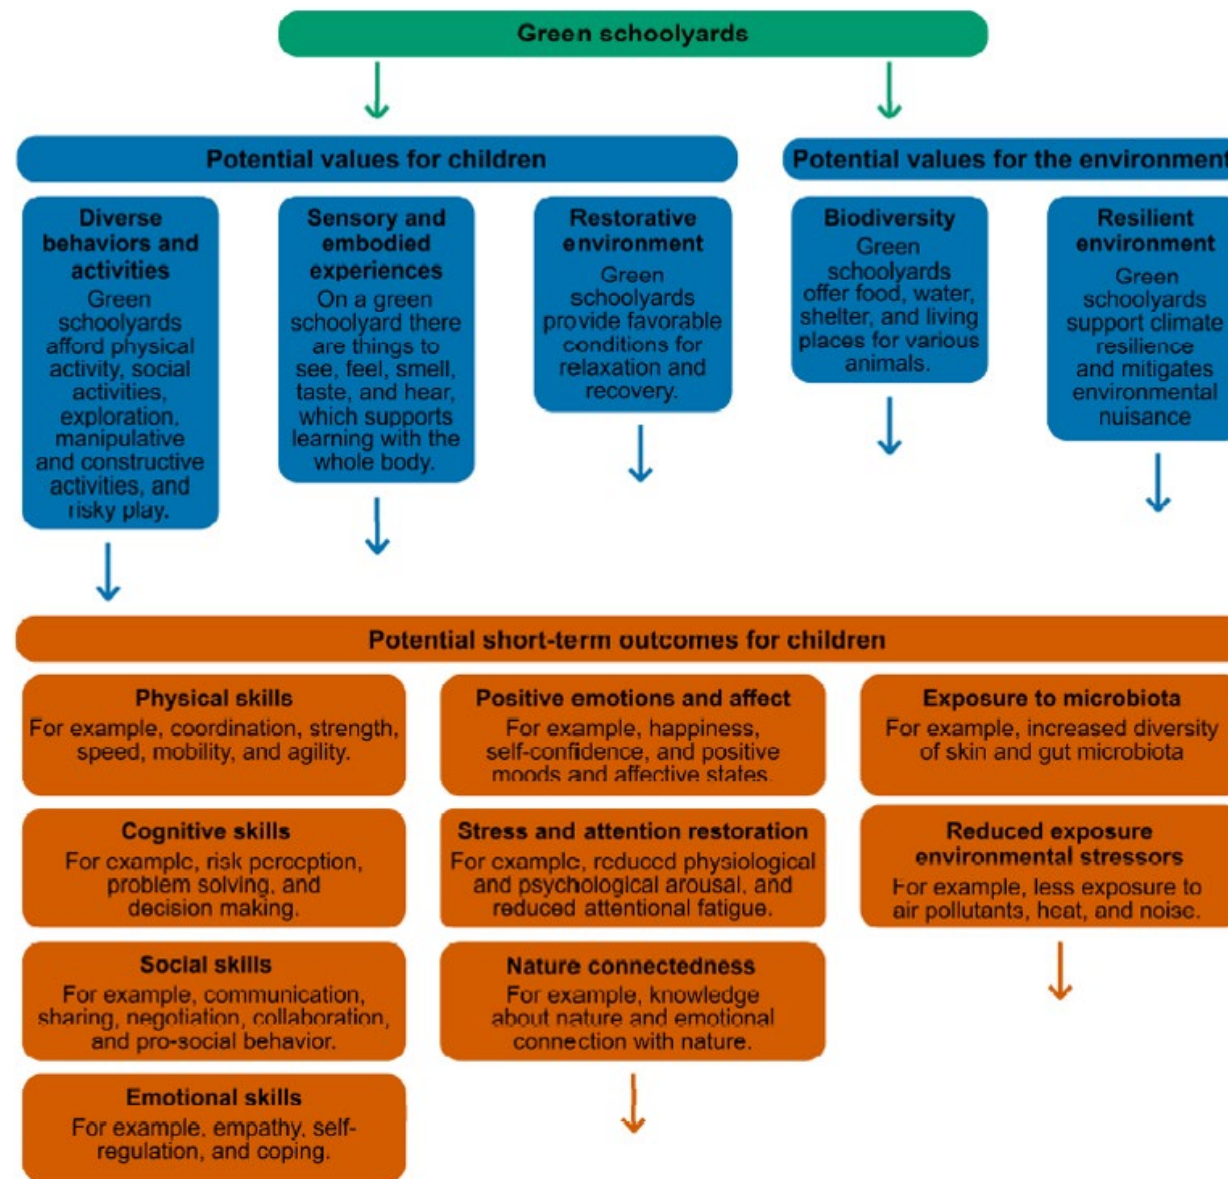 Green schoolyards
Potential values for children
Potential values for the environment
Diverse
behaviors and
activities
Green
schoolyards
afford physical
activity, social
activities,
exploration,
manipulative
and constructive
activities, and
risky play.
Sensory and
embodied
experiences
On a green
schoolyard there
are things to
see, feel, smell,
taste, and hear,
which supports
learning with the
whole body.
Restorative
environment
Green
schoolyards
provide favorable
conditions for
relaxation and
recovery.
Biodiversity
Green
schoolyards
offer food, water,
shelter, and living
places for various
animals.
Resilient
environment
Green
schoolyards
support climate
resilience
and mitigates
environmental
nuisance
Potential short-term outcomes for children
Physical skills
For example, coordination, strength,
speed, mobility, and agility.
Cognitive skills
For example, risk perception,
problem solving, and
decision making.
Social skills
For example, communication,
sharing, negotiation, collaboration,
and pro-social behavior.
Emotional skills
For example, empathy, self-
regulation, and coping.
Positive emotions and affect
For example, happiness,
self-confidence, and positive
moods and affective states.
Stress and attention restoration
For example, reduced physiological
and psychological arousal, and
reduced attentional fatigue.
Nature connectedness
For example, knowledge
about nature and emotional
connection with nature.
Exposure to microbiota
For example, increased diversity
of skin and gut microbiota
Reduced exposure
environmental stressors
For example, less exposure to
air pollutants, heat, and noise.